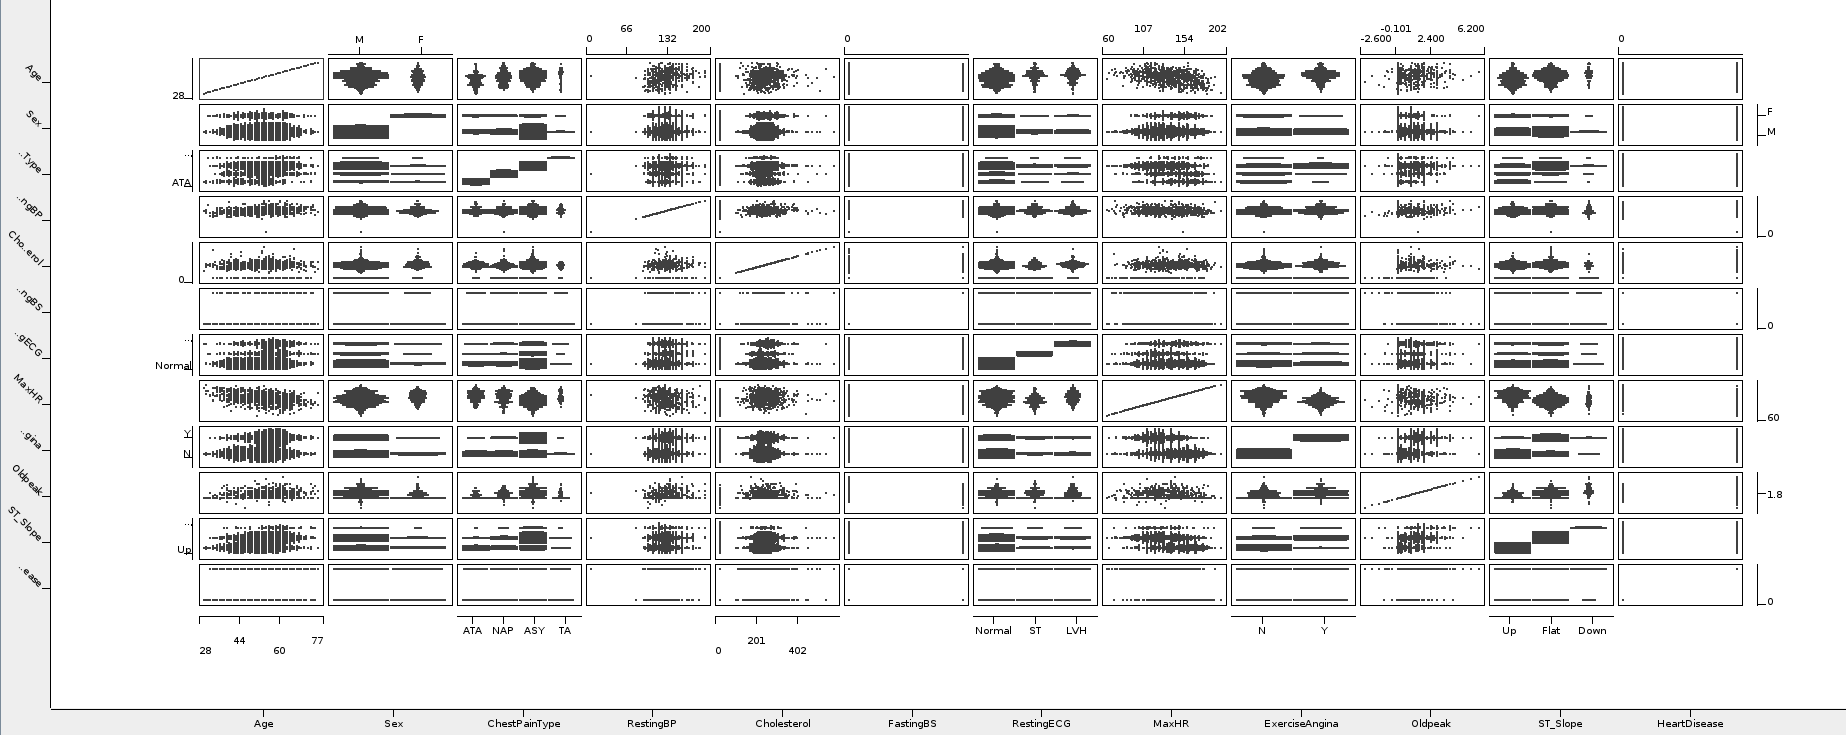 M F
0 66 132 200
0
60 107 154 202
-2.600 -0.101 2.400 6.200
0
Age
28
Sex
F
M
..Type
...
ATA
..ngBP
0
Cho..erol
0
..ngBS
0
..gECG
...
Normal
MaxHR
60
..gina
Y
N
Oldpeak
1.8
ST_Slope
...
Up
..ease
0
28 44 60 77
ATA NAP ASY TA
0 201 402
Normal ST LVH
N Y
Up Flat Down
Age Sex ChestPainType RestingBP Cholesterol FastingBS RestingECG MaxHR ExerciseAngina Oldpeak ST_Slope HeartDisease